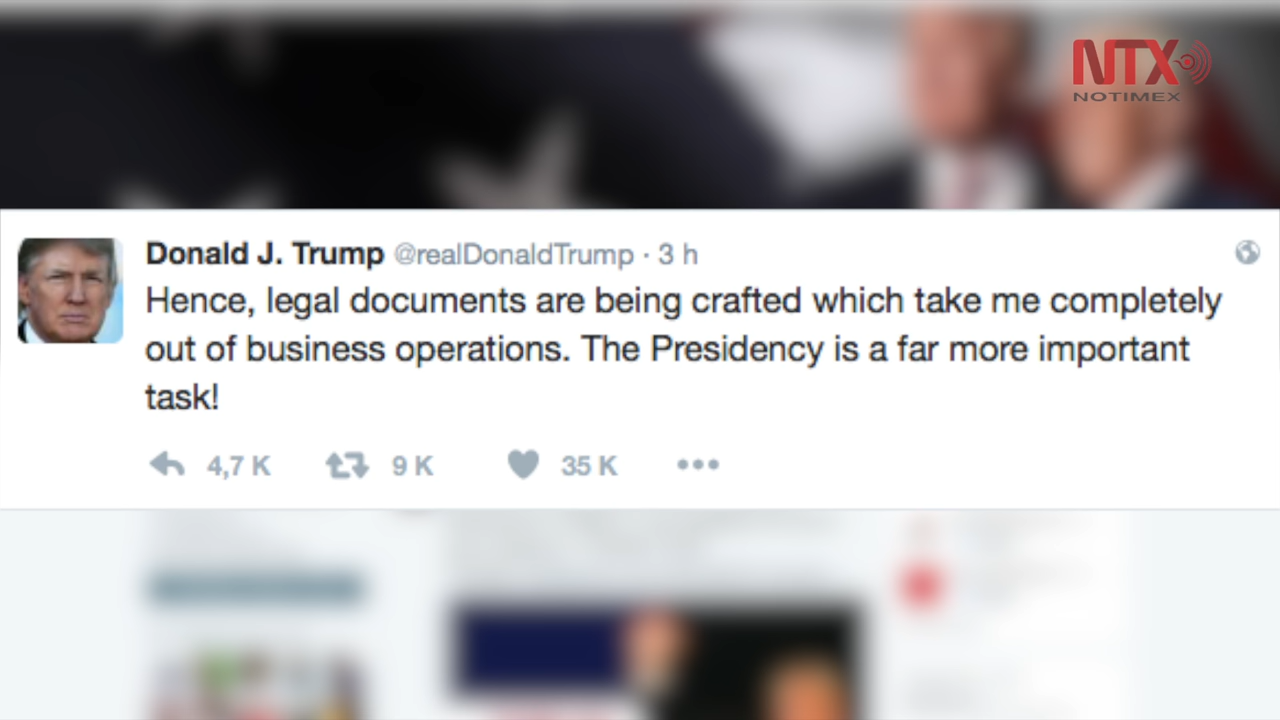 NTX
NOTIMEX
Donald J. Trump @realDonaldTrump · 3 h
Hence, legal documents are being crafted which take me completely
out of business operations. The Presidency is a far more important
task!
4,7 K 9 K 35 K